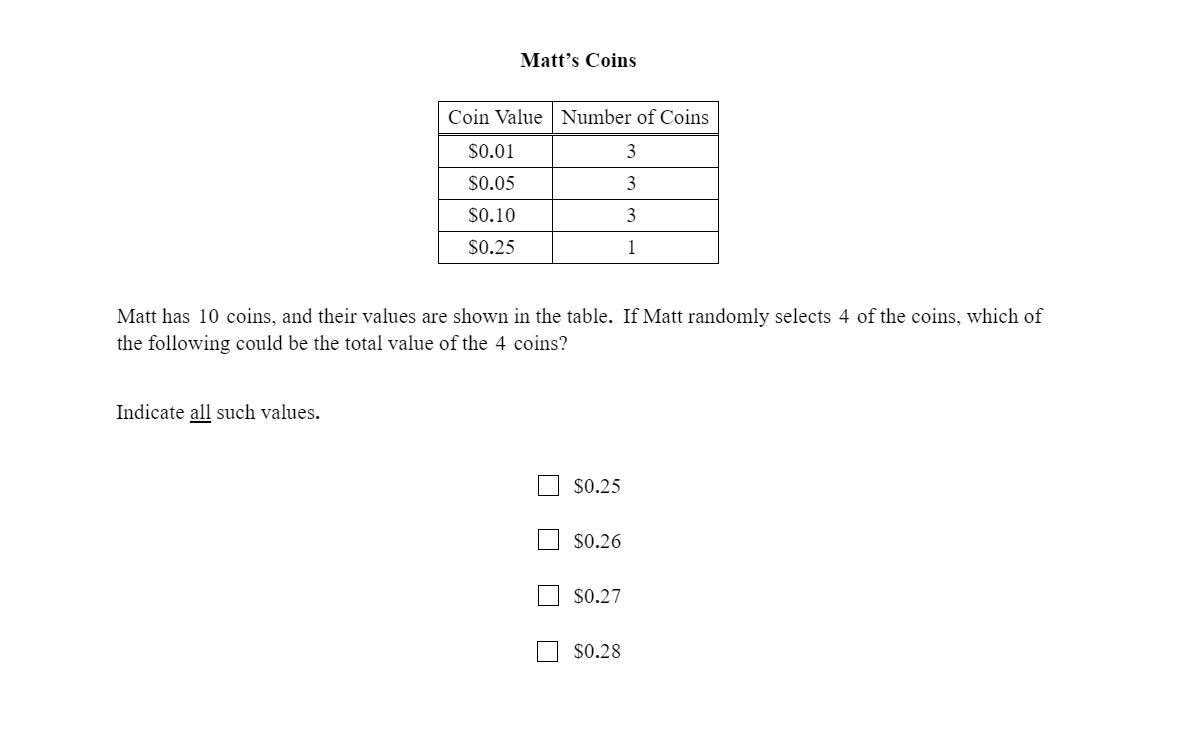 Matt’s Coins
Coin Value Number of Coins
$0.01 3
$0.05 3
$0.10 3
$0.25 1
Matt has 10 coins, and their values are shown in the table. If Matt randomly selects 4 of the coins, which of
the following could be the total value of the 4 coins?
Indicate all such values.
$0.25
$0.26
$0.27
$0.28